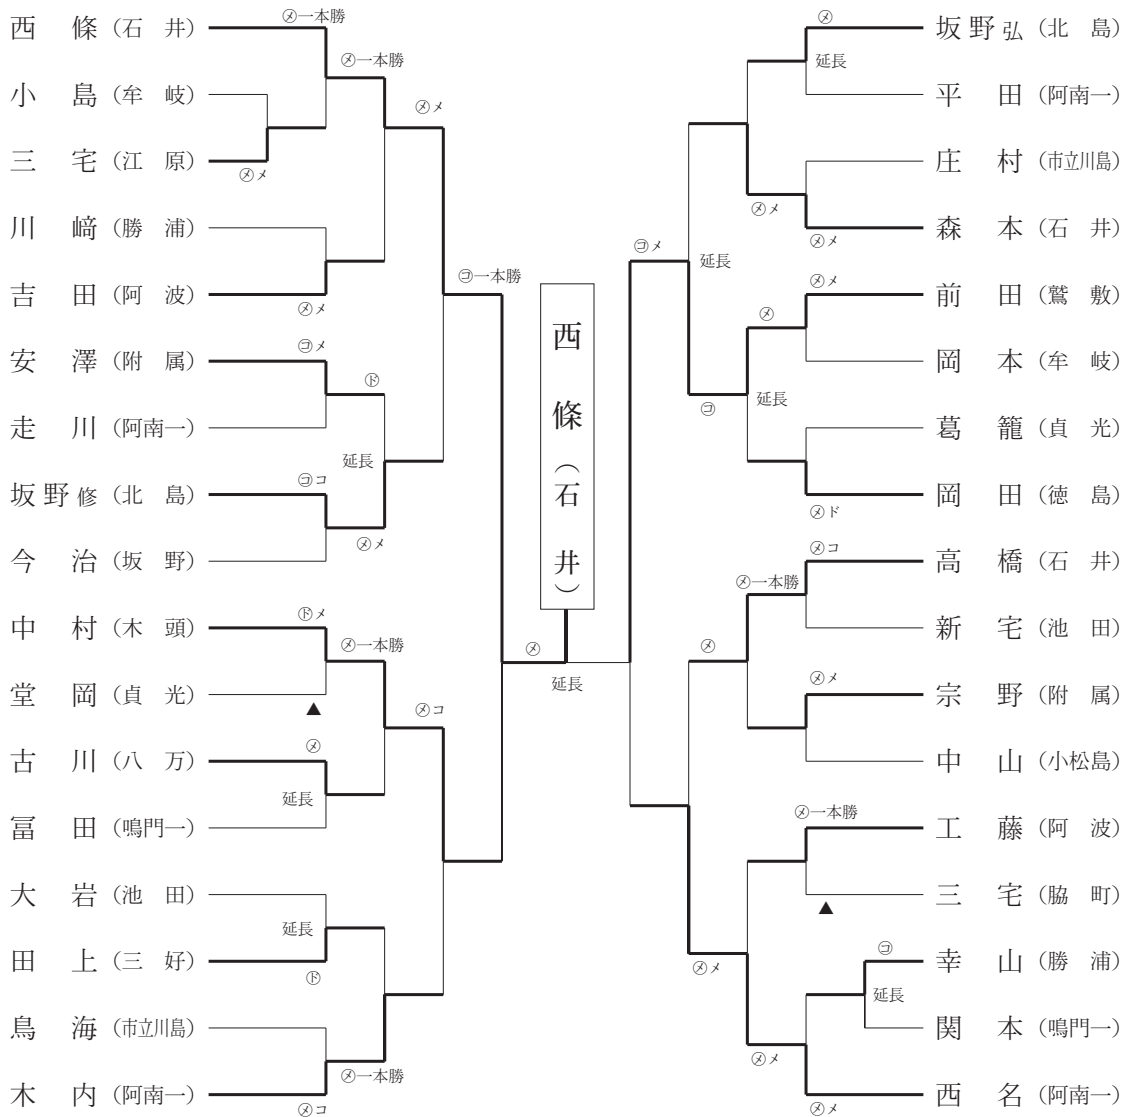 ㋱一本勝
西條（石井）
㋱一本勝
小島（牟岐）
㋱メ
三宅（江原）
㋱メ
川﨑（勝浦）
㋙一本勝
吉田（阿波）
㋱メ
㋙メ
安澤（附属）
㋣
走川（阿南一）
延長
㋙コ
坂野修（北島）
㋱メ
今治（坂野）
㋣メ
中村（木頭）
㋱一本勝
堂岡（貞光）
▲
㋱コ
㋱
古川（八万）
延長
冨田（鳴門一）
大岩（池田）
延長
田上（三好）
㋣
鳥海（市立川島）
㋱一本勝
木内（阿南一）
㋱コ
西條（石井）
㋱
延長
㋱
坂野弘（北島）
延長
平田（阿南一）
庄村（市立川島）
㋱メ
森本（石井）
㋱メ
㋙メ
延長
㋱メ
前田（鷲敷）
㋱
岡本（牟岐）
延長
㋙
葛籠（貞光）
岡田（徳島）
㋱ド
㋱コ
高橋（石井）
㋱一本勝
新宅（池田）
㋱
㋱メ
宗野（附属）
中山（小松島）
㋱一本勝
工藤（阿波）
三宅（脇町）
▲
㋙
幸山（勝浦）
㋱メ
延長
関本（鳴門一）
㋱メ
西名（阿南一）
㋱メ